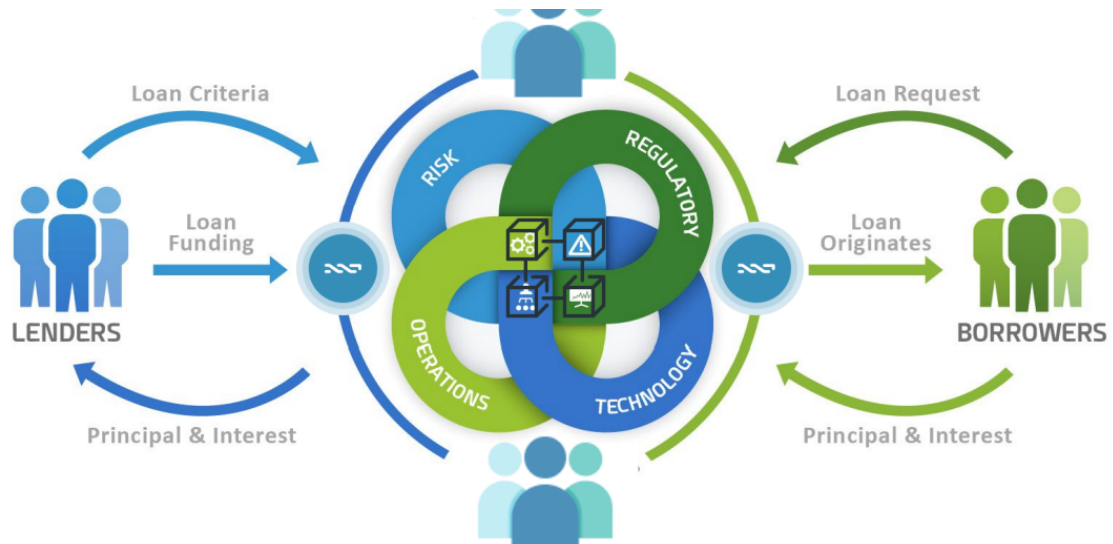 Loan Criteria
Loan
Funding
LENDERS
Principal & Interest
RISK
REGULATORY
OPERATIONS
TECHNOLOGY
Loan Request
Loan
Originates
BORROWERS
Principal & Interest